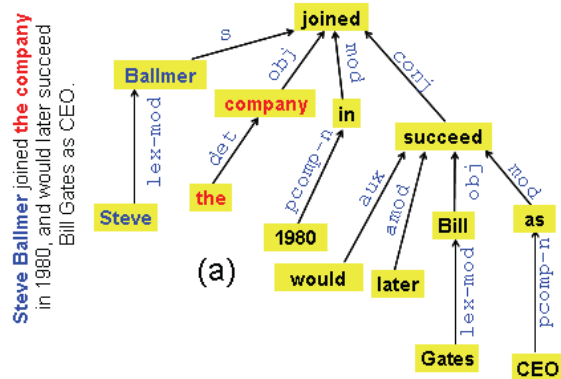 Steve Ballmer joined the company
in 1980, and would later succeed
Bill Gates as CEO.
joined
s
obj
mod
conj
Ballmer
company
in
succeed
lex-mod
det
pcomp-n
aux
amod
obj
mod
Steve
the
1980
Bill
as
(a)
would
later
lex-mod
pcomp-n
Gates
CEO